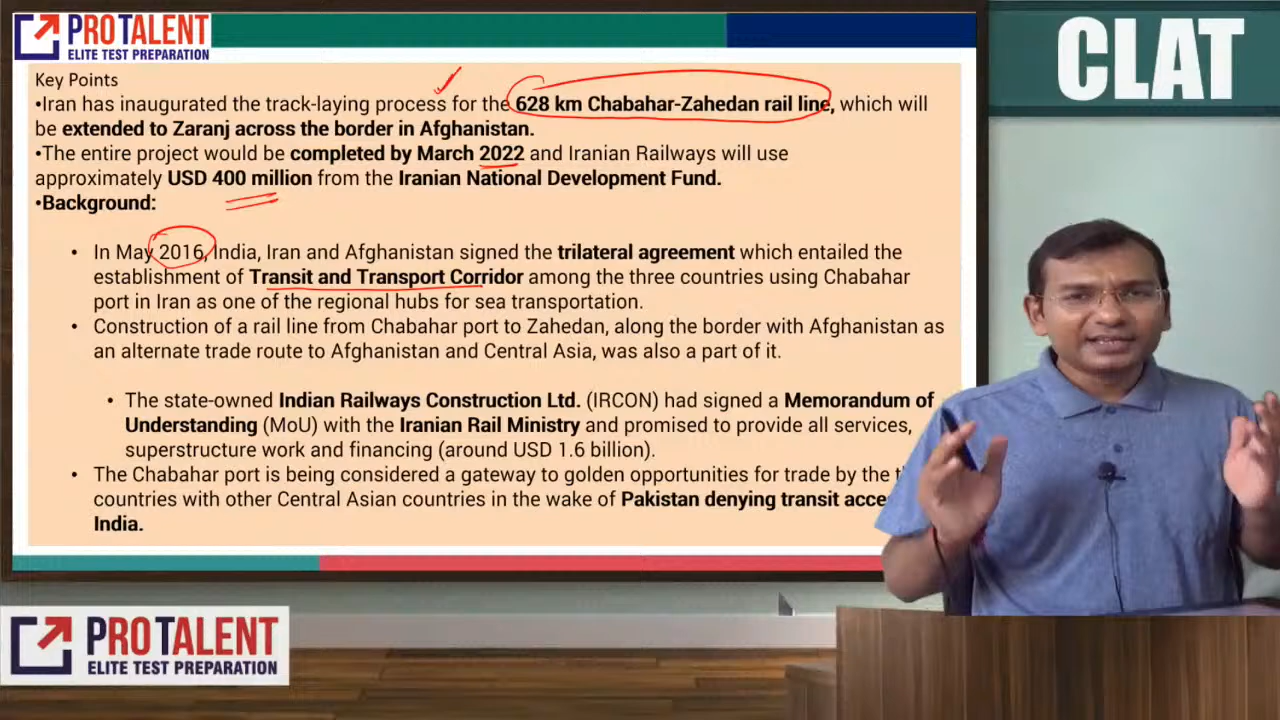 PROTALENT
ELITE TEST PREPARATION
CLAT
Key Points
•Iran has inaugurated the track-laying process for the 628 km Chabahar-Zahedan rail line, which will
be extended to Zaranj across the border in Afghanistan.
•The entire project would be completed by March 2022 and Iranian Railways will use
approximately USD 400 million from the Iranian National Development Fund.
•Background:
• In May 2016, India, Iran and Afghanistan signed the trilateral agreement which entailed the
establishment of Transit and Transport Corridor among the three countries using Chabahar
port in Iran as one of the regional hubs for sea transportation.
• Construction of a rail line from Chabahar port to Zahedan, along the border with Afghanistan as
an alternate trade route to Afghanistan and Central Asia, was also a part of it.
• The state-owned Indian Railways Construction Ltd. (IRCON) had signed a Memorandum of
Understanding (MoU) with the Iranian Rail Ministry and promised to provide all services,
superstructure work and financing (around USD 1.6 billion).
• The Chabahar port is being considered a gateway to golden opportunities for trade by the
countries with other Central Asian countries in the wake of Pakistan denying transit
India.
PROTALENT
ELITE TEST PREPARATION